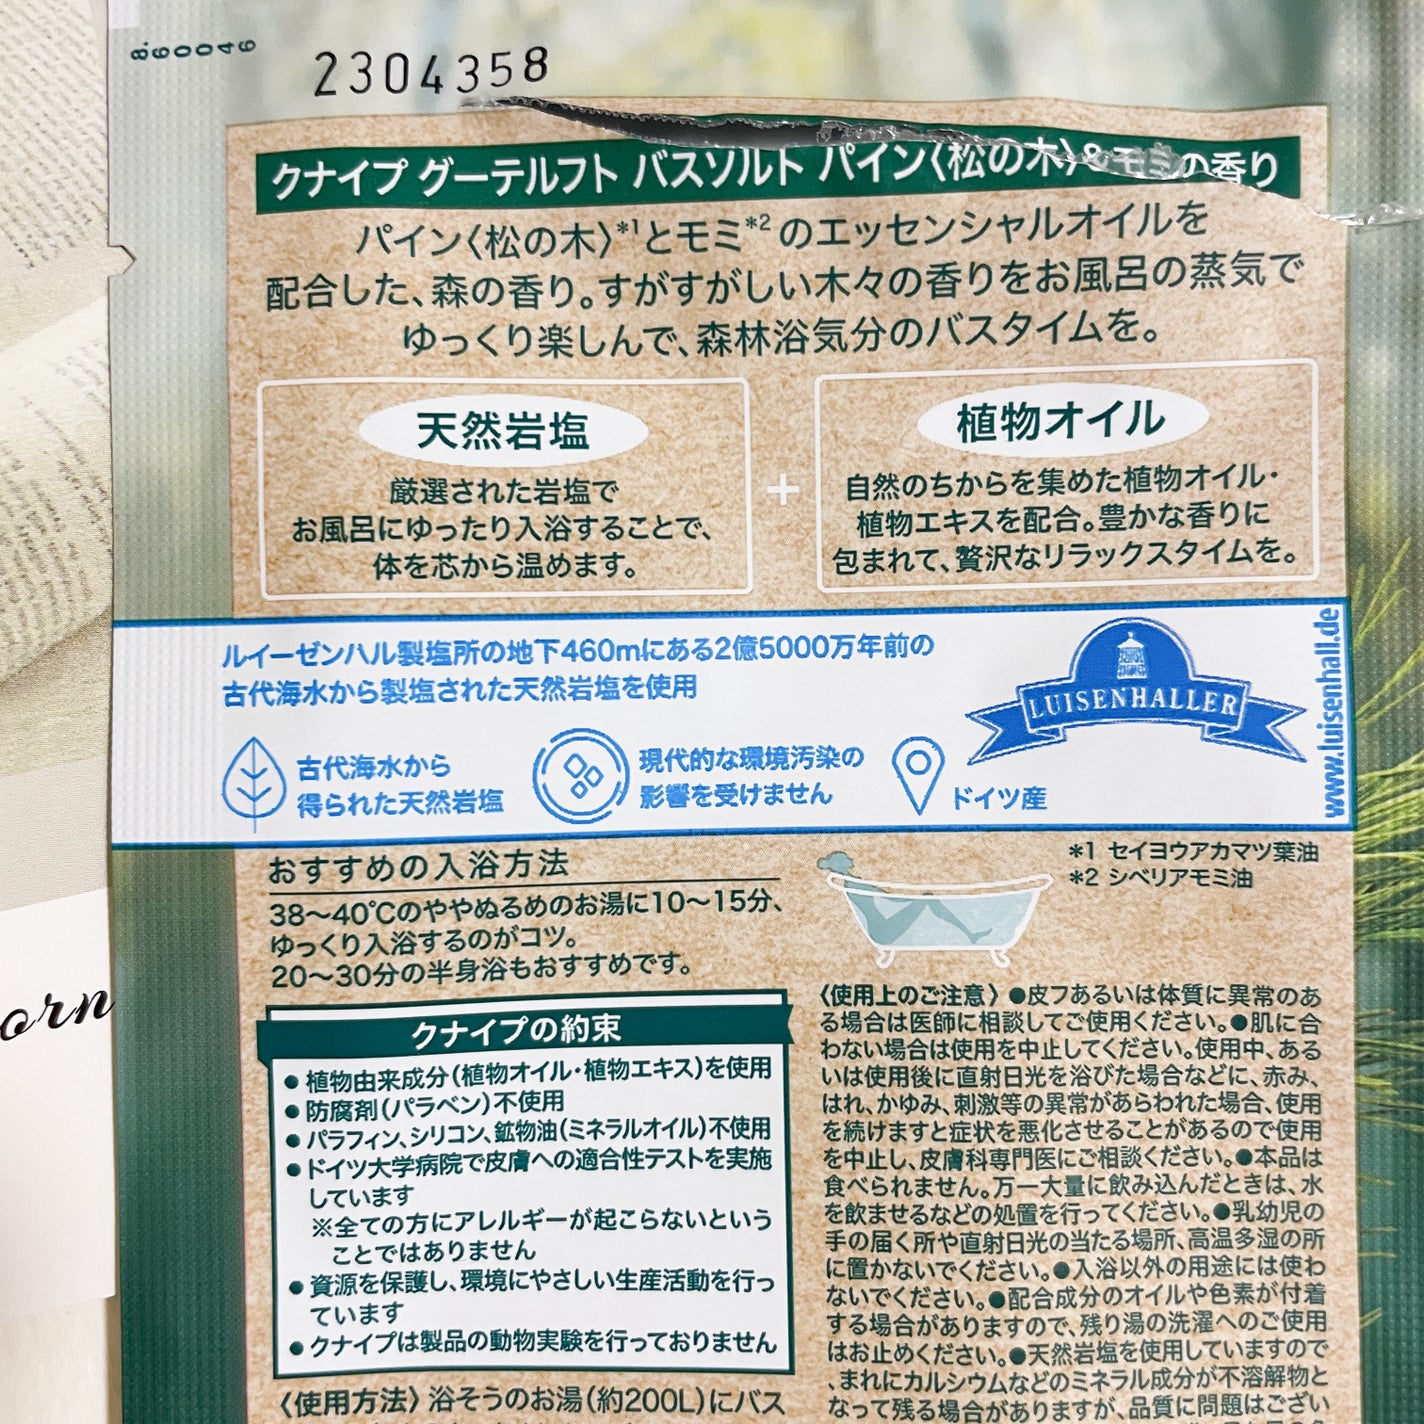 860046
2304358
クナイプ グーテルフト バスソルト パイン〈松の木〉&モミの香り
パイン〈松の木〉*1とモミ*2のエッセンシャルオイルを
配合した、森の香り。すがすがしい木々の香りをお風呂の蒸気で
ゆっくり楽しんで、森林浴気分のバスタイムを。
天然岩塩
厳選された岩塩で
お風呂にゆったり入浴することで、
体を芯から温めます。
+
植物オイル
自然のちからを集めた植物オイル・
植物エキスを配合。豊かな香りに
包まれて、贅沢なリラックスタイムを。
ルイーゼンハル製塩所の地下460mにある2億5000万年前の
古代海水から製塩された天然岩塩を使用
LUISENHALLER
www.luisenhall.de
古代海水から
得られた天然岩塩
現代的な環境汚染の
影響を受けません
ドイツ産
おすすめの入浴方法
38～40℃のややぬるめのお湯に10～15分、
ゆっくり入浴するのがコツ。
20～30分の半身浴もおすすめです。
*1 セイヨウアカマツ葉油
*2 シベリアモミ油
orn
クナイプの約束
●植物由来成分(植物オイル・植物エキス)を使用
●防腐剤(パラベン)不使用
●パラフィン、シリコン、鉱物油(ミネラルオイル)不使用
●ドイツ大学病院で皮膚への適合性テストを実施
しています
※全ての方にアレルギーが起こらないという
ことではありません
●資源を保護し、環境にやさしい生産活動を行っ
ています
●クナイプは製品の動物実験を行っておりません
〈使用方法〉浴そうのお湯(約200L)にバス
〈使用上のご注意〉●皮フあるいは体質に異常のあ
る場合は医師に相談してご使用ください。●肌に合
わない場合は使用を中止してください。使用中、ある
いは使用後に直射日光を浴びた場合などに、赤み、
はれ、かゆみ、刺激等の異常があらわれた場合、使用
を続けますと症状を悪化させることがあるので使用
を中止し、皮膚科専門医にご相談ください。●本品は
食べられません。万一大量に飲み込んだときは、水
を飲ませるなどの処置を行ってください。●乳幼児の
手の届く所や直射日光の当たる場所、高温多湿の所
に置かないでください。●入浴以外の用途には使わ
ないでください。●配合成分のオイルや色素が付着
する場合がありますので、残り湯の洗濯へのご使用
はお止めください。●天然岩塩を使用していますので
、まれにカルシウムなどのミネラル成分が不溶解物と
なって残る場合がありますが、品質に問題はござい